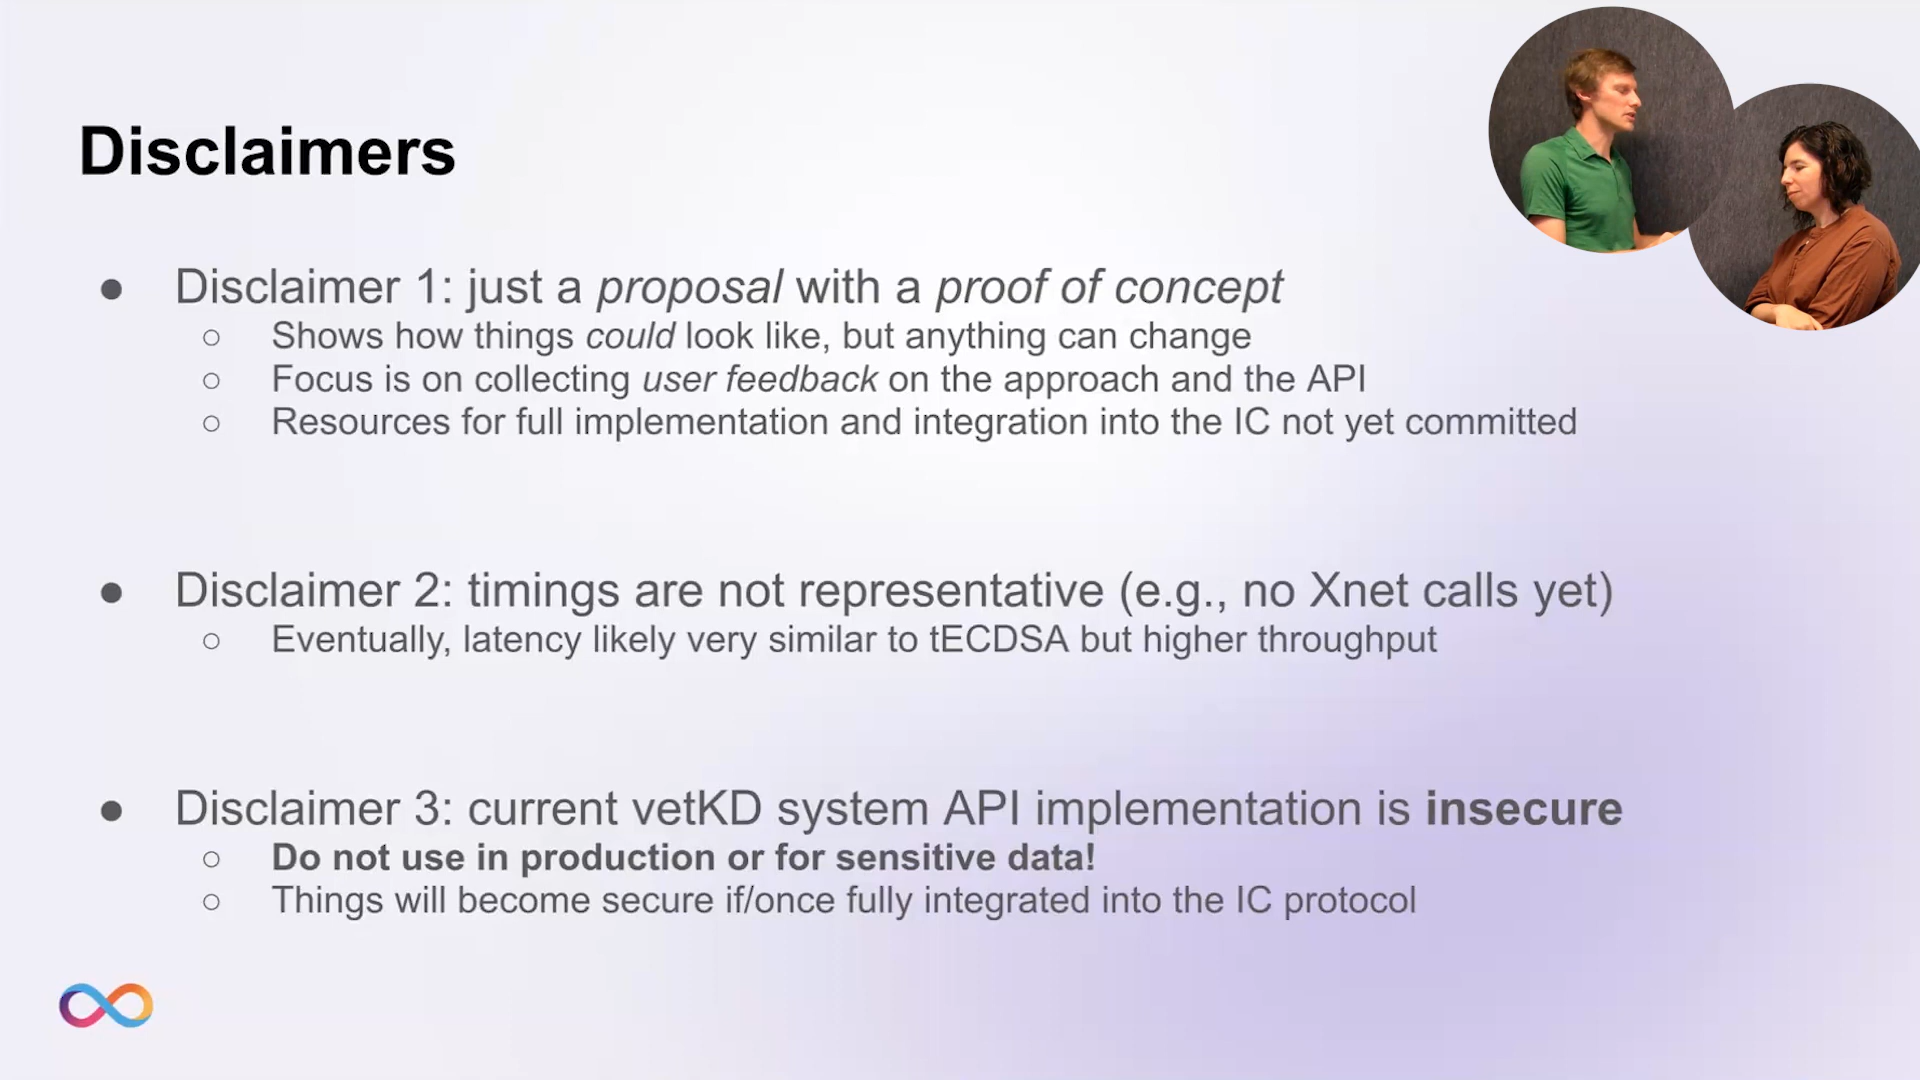 Disclaimers
● Disclaimer 1: just a proposal with a proof of concept
○ Shows how things could look like, but anything can change
○ Focus is on collecting user feedback on the approach and the API
○ Resources for full implementation and integration into the IC not yet committed
● Disclaimer 2: timings are not representative (e.g., no Xnet calls yet)
○ Eventually, latency likely very similar to tECDSA but higher throughput
● Disclaimer 3: current vetKD system API implementation is insecure
○ Do not use in production or for sensitive data!
○ Things will become secure if/once fully integrated into the IC protocol